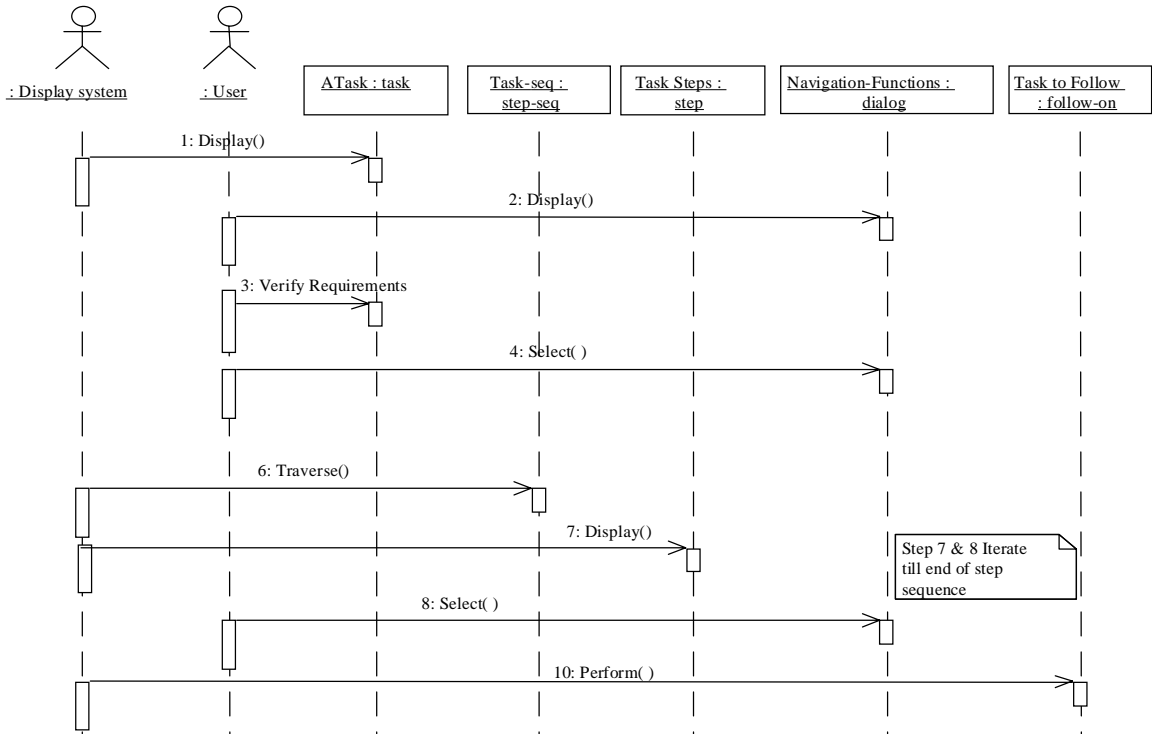 : Display system
: User
ATask : task
Task-seq :
step-seq
Task Steps :
step
Navigation-Functions :
dialog
Task to Follow
: follow-on
1: Display()
2: Display()
3: Verify Requirements
4: Select( )
6: Traverse()
7: Display()
Step 7 & 8 Iterate
till end of step
sequence
8: Select( )
10: Perform( )